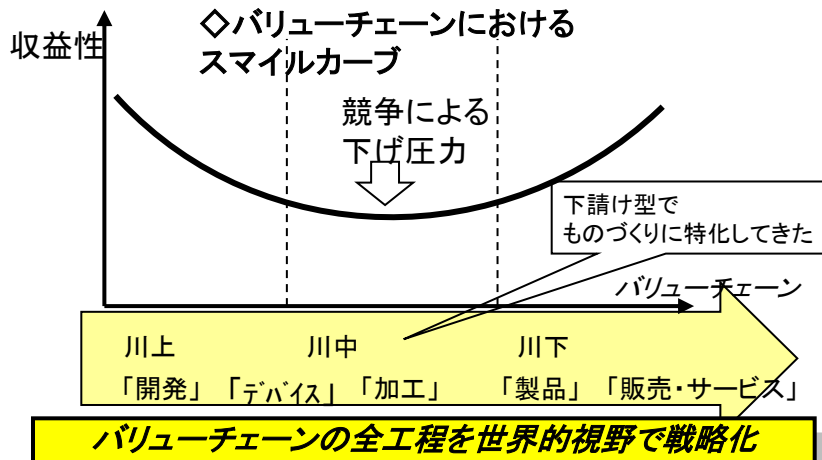 ◇バリューチェーンにおける
スマイルカーブ
収益性
競争による
下げ圧力
下請け型で
ものづくりに特化してきた
バリューチェーン
川上
川中
川下
「開発」
「ﾃﾞﾊﾞｲｽ」
「加工」
「製品」
「販売・サービス」
バリューチェーンの全工程を世界的視野で戦略化